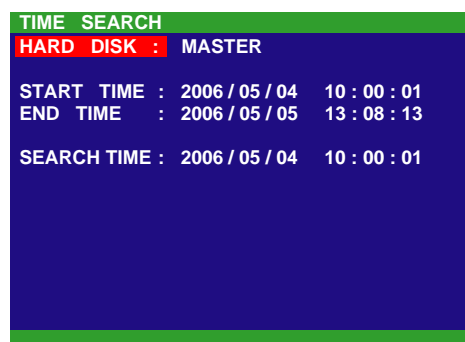 TIME SEARCH
HARD DISK : MASTER
START TIME : 2006 / 05 / 04 10 : 00 : 01
END TIME : 2006 / 05 / 05 13 : 08 : 13
SEARCH TIME : 2006 / 05 / 04 10 : 00 : 01